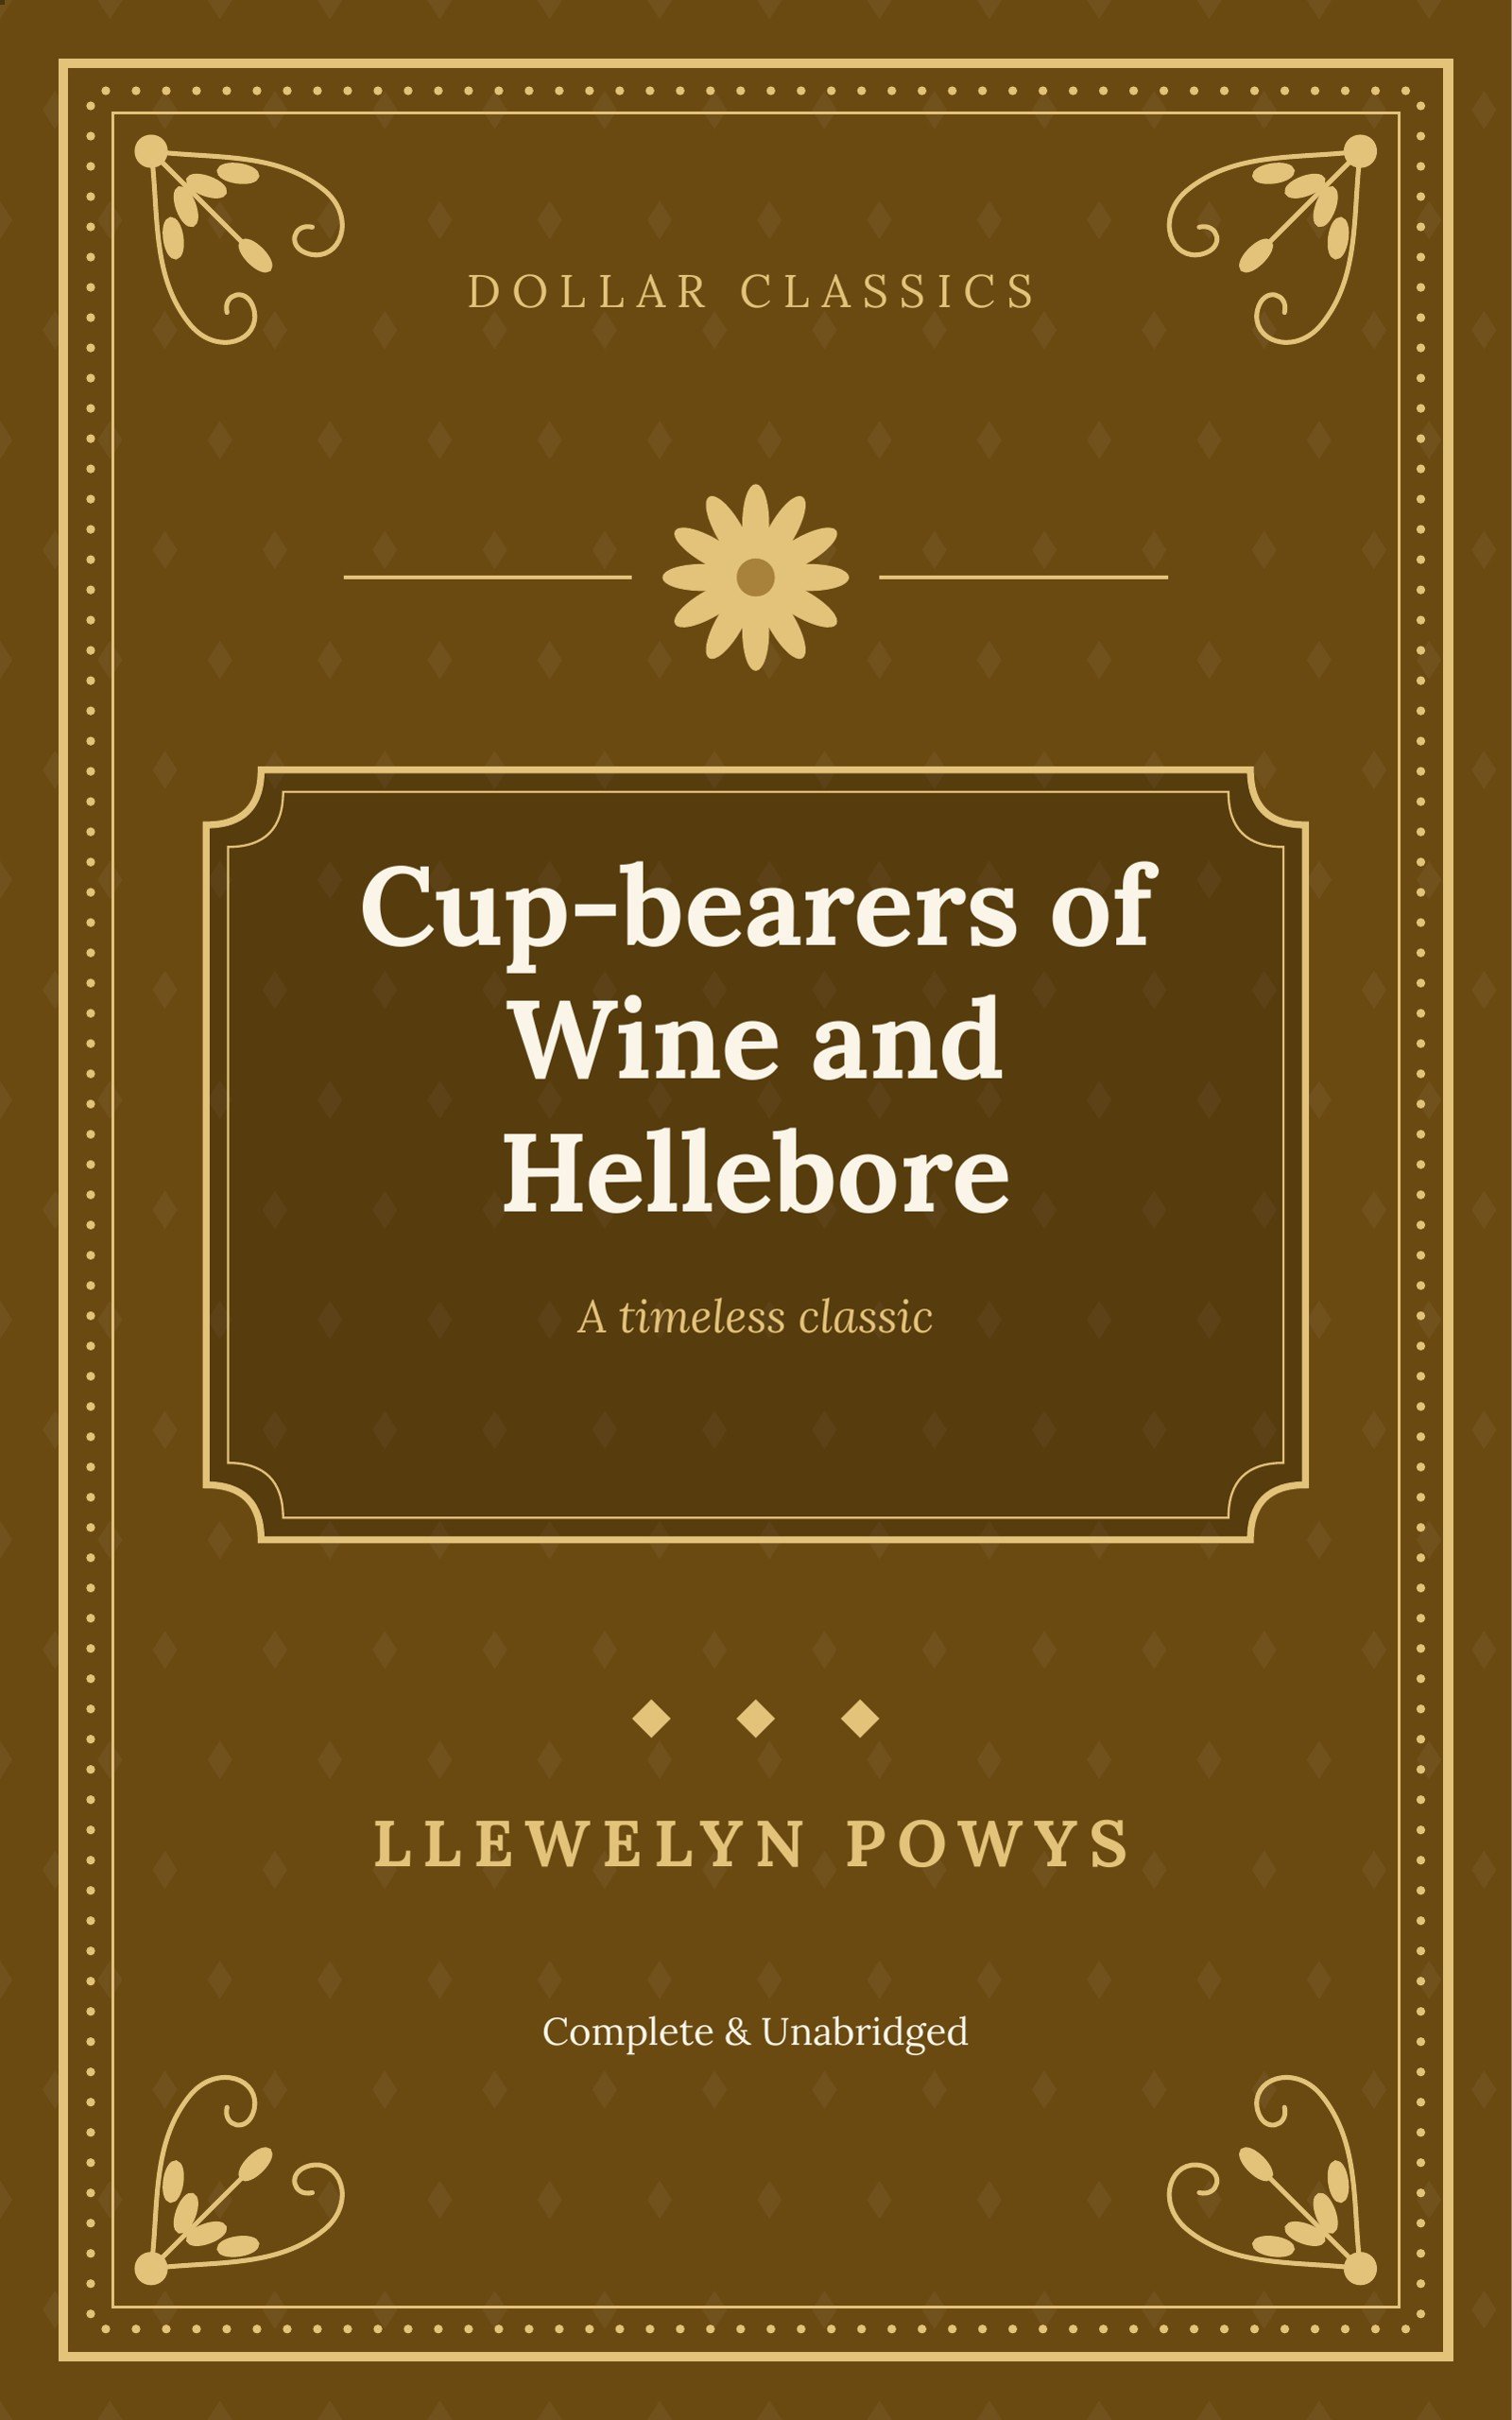 DOLLAR CLASSICS
Cup-bearers of
Wine and
Hellebore
A timeless classic
LLEWELYN POWYS
Complete & Unabridged